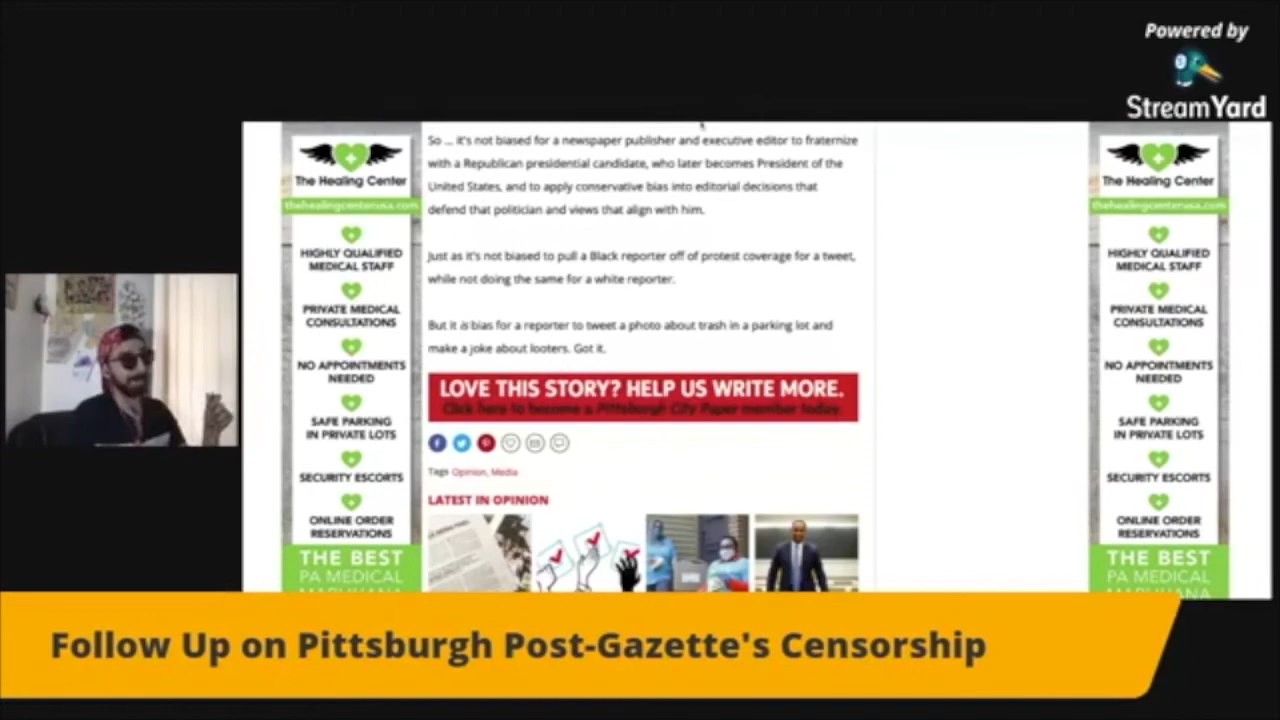 Powered by
StreamYard
So ... it's not biased for a newspaper publisher and executive editor to fraternize
with a Republican presidential candidate, who later becomes President of the
United States, and to apply conservative bias into editorial decisions that
defend that politician and views that align with him.
Just as it's not biased to pull a Black reporter off of protest coverage for a tweet,
while not doing the same for a white reporter.
But it is bias for a reporter to tweet a photo about trash in a parking lot and
make a joke about looters. Got it.
LOVE THIS STORY? HELP US WRITE MORE.
Click here to become a Pittsburgh City Paper member today.
Tags Opinion, Media
LATEST IN OPINION
The Healing Center
thehealingcenterusa.com
HIGHLY QUALIFIED
MEDICAL STAFF
PRIVATE MEDICAL
CONSULTATIONS
NO APPOINTMENTS
NEEDED
SAFE PARKING
IN PRIVATE LOTS
SECURITY ESCORTS
ONLINE ORDER
RESERVATIONS
THE BEST
PA MEDICAL
MARIJUANA
The Healing Center
thehealingcenterusa.com
HIGHLY QUALIFIED
MEDICAL STAFF
PRIVATE MEDICAL
CONSULTATIONS
NO APPOINTMENTS
NEEDED
SAFE PARKING
IN PRIVATE LOTS
SECURITY ESCORTS
ONLINE ORDER
RESERVATIONS
THE BEST
PA MEDICAL
MARIJUANA
Follow Up on Pittsburgh Post-Gazette's Censorship